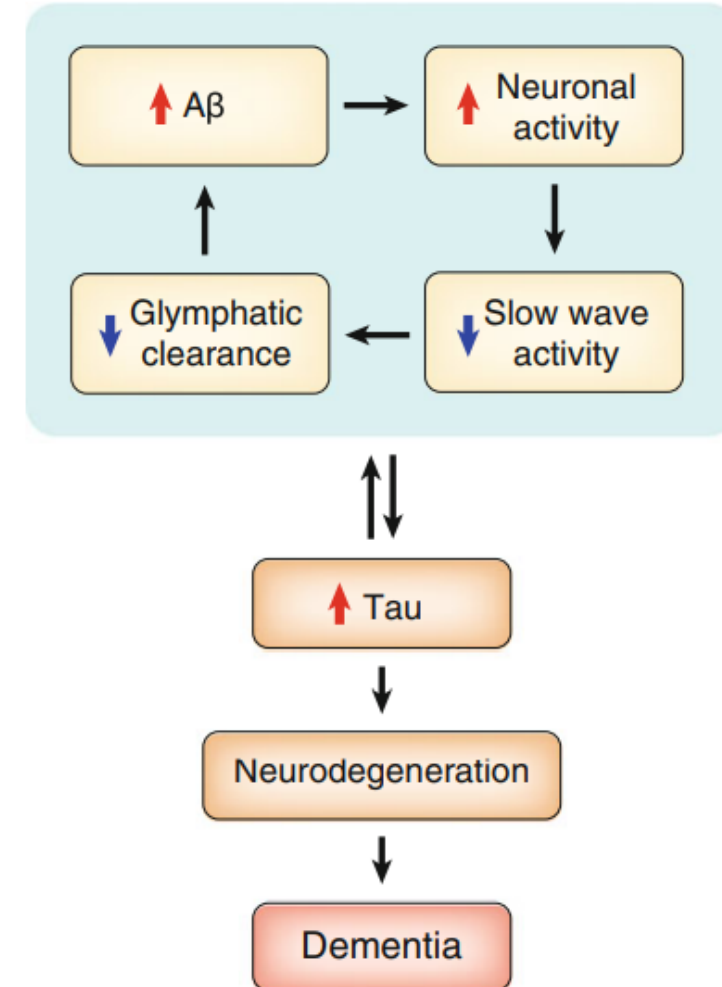 Aβ
Neuronal
activity
Glymphatic
clearance
Slow wave
activity
Tau
Neurodegeneration
Dementia